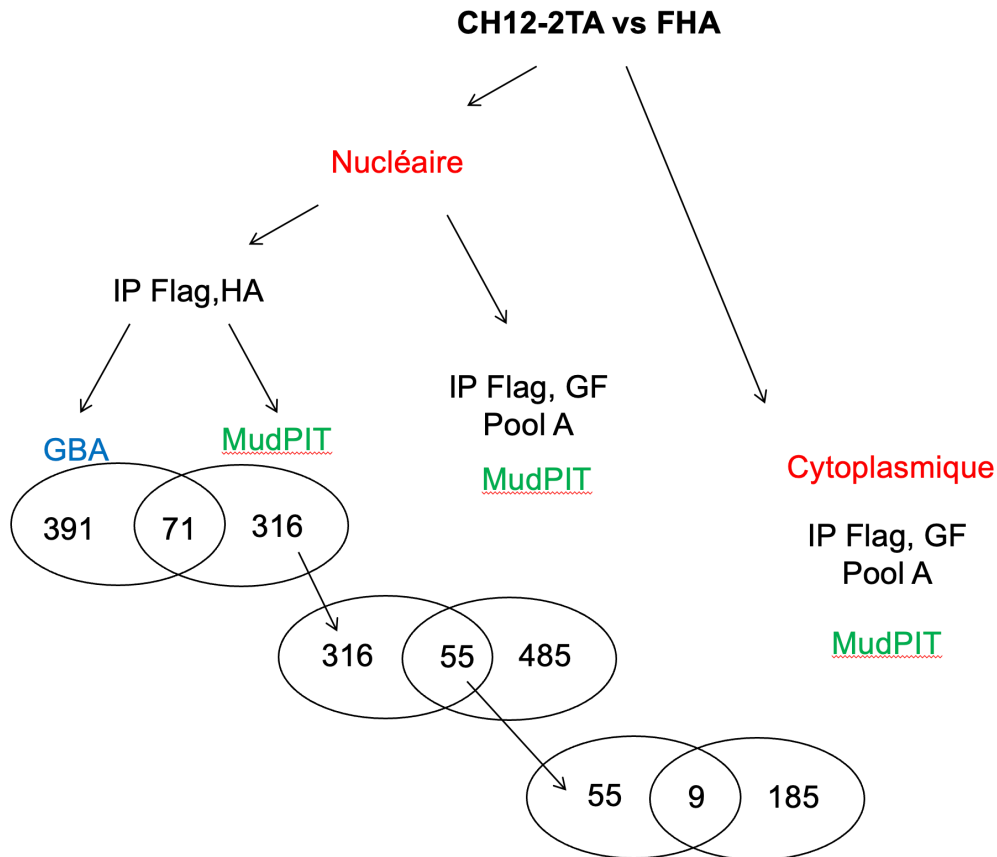 CH12-2TA vs FHA
Nucléaire
IP Flag,HA
IP Flag, GF
Pool A
GBA
MudPIT
MudPIT
Cytoplasmique
391
71
316
IP Flag, GF
Pool A
316
55
485
MudPIT
55
9
185